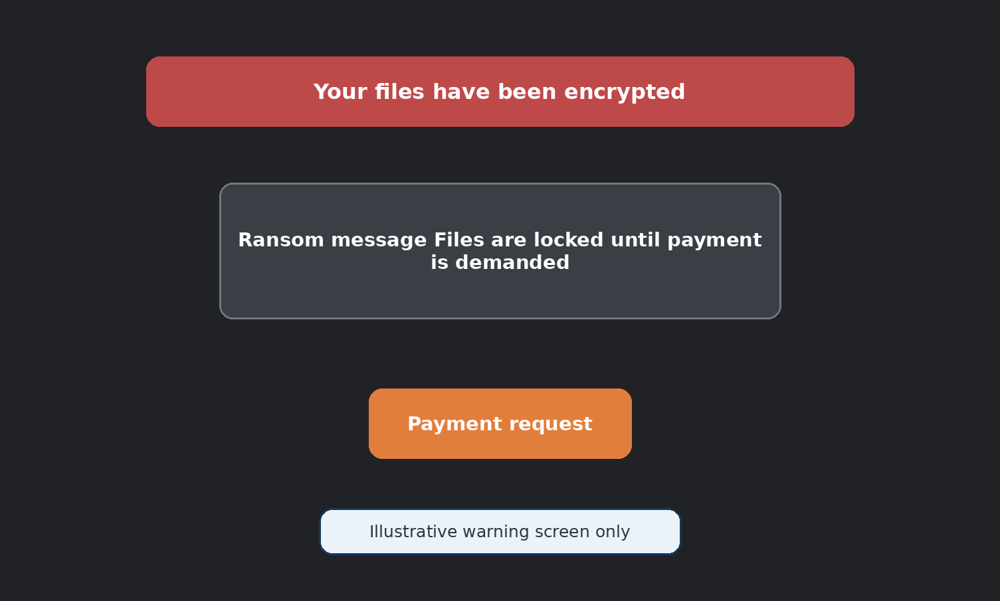 Your files have been encrypted
Ransom message Files are locked until payment
is demanded
Payment request
Illustrative warning screen only